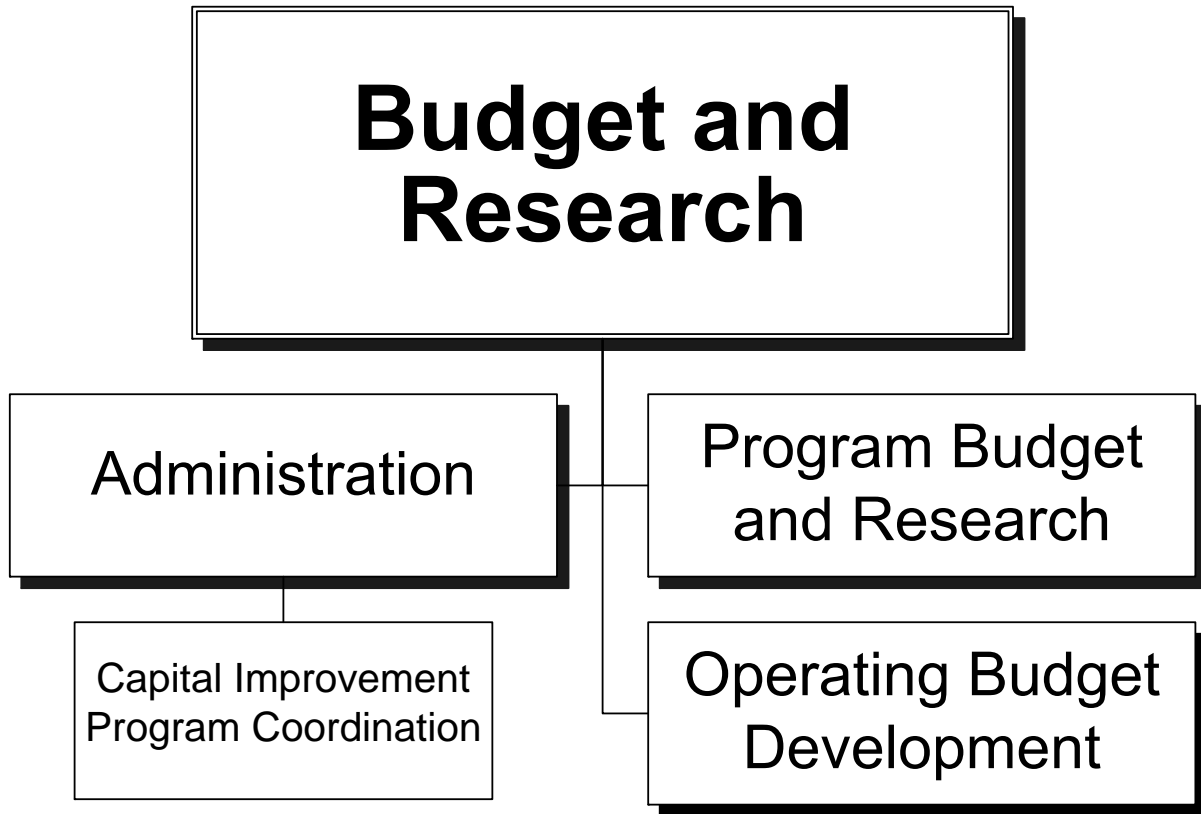 Budget and
Research
Administration
Program Budget
and Research
Capital Improvement
Program Coordination
Operating Budget
Development